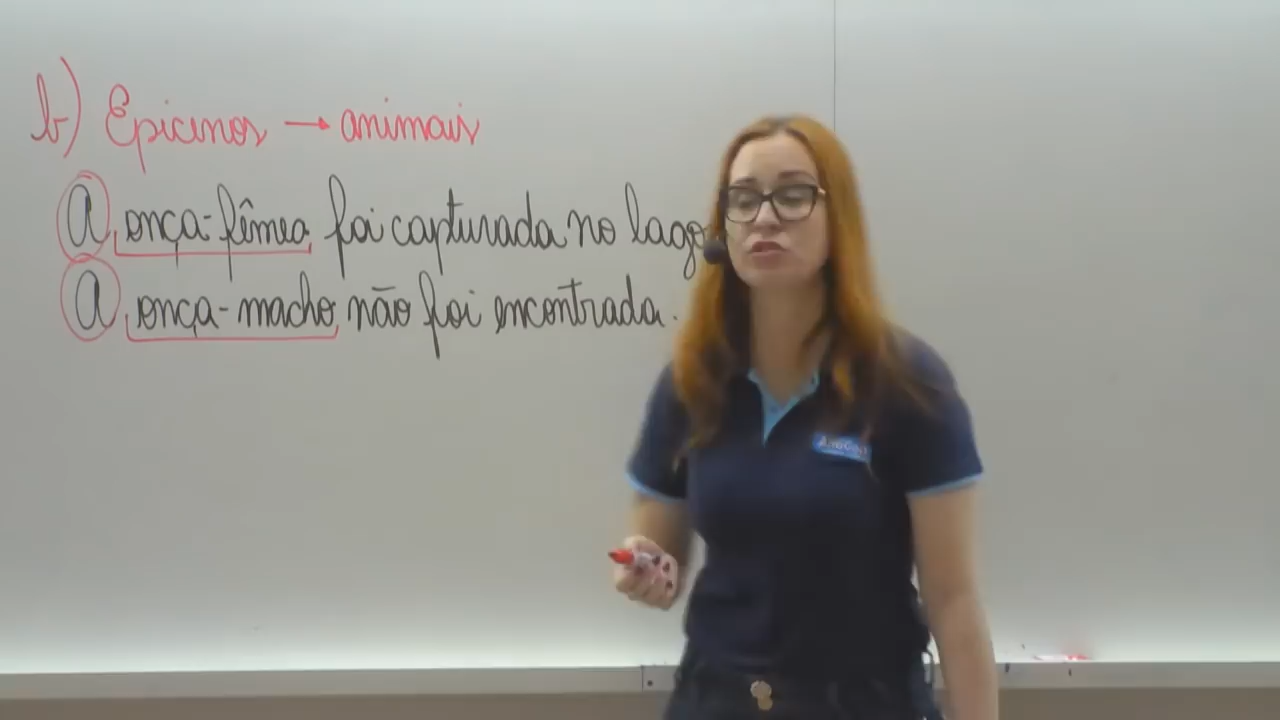 b) Epicenos → animais
A onça-fêmea foi capturada no lago
A onça-macho não foi encontrada.